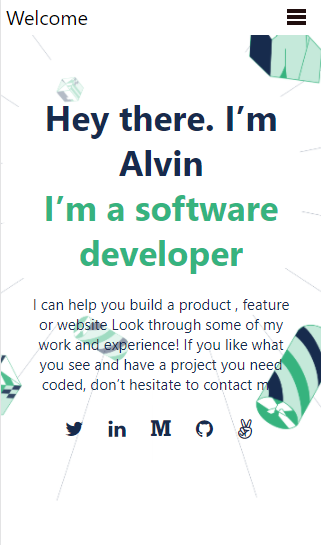 Welcome
Hey there. I’m
Alvin
I’m a software
developer
I can help you build a product , feature
or website Look through some of my
work and experience! If you like what
you see and have a project you need
coded, don’t hesitate to contact